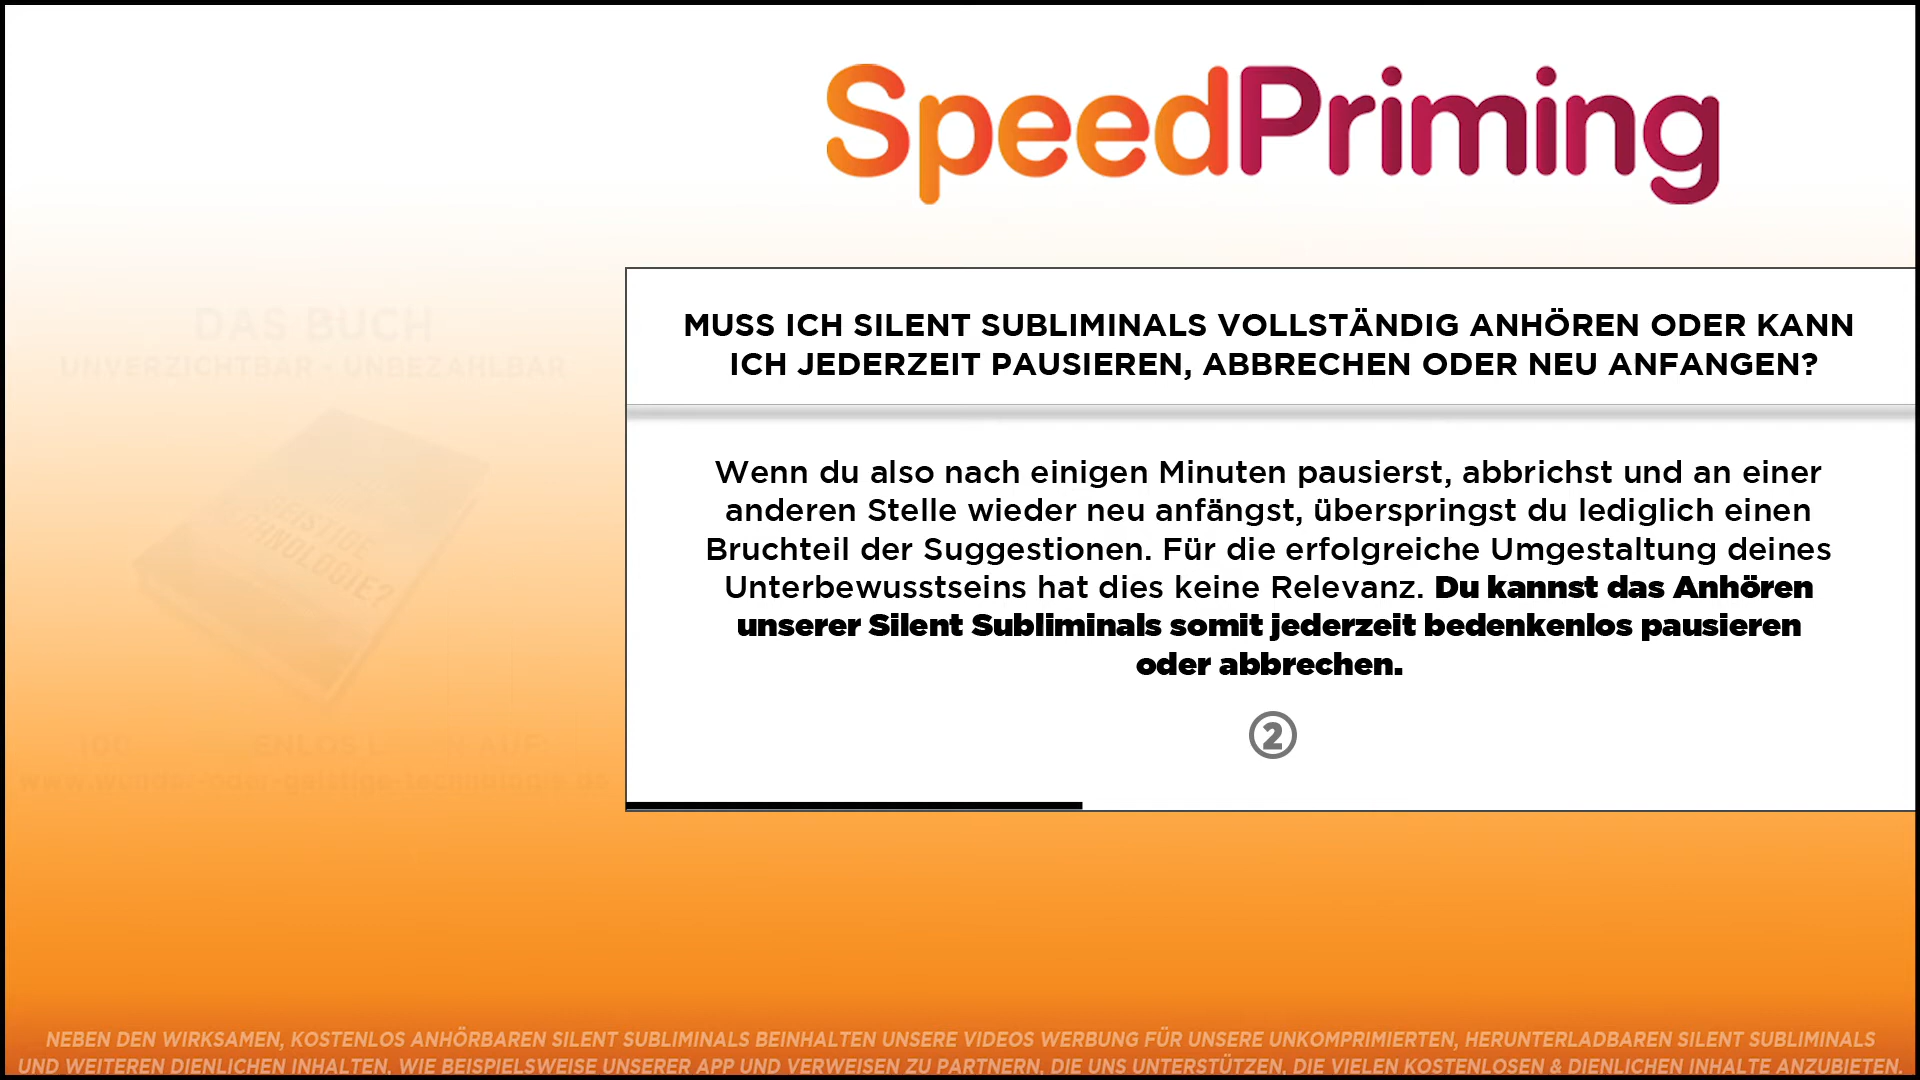 SpeedPriming
DAS BUCH
UNVERZICHTBAR - UNBEZAHLBAR
GEISTIGE
TECHNOLOGIE?
MUSS ICH SILENT SUBLIMINALS VOLLSTÄNDIG ANHÖREN ODER KANN
ICH JEDERZEIT PAUSIEREN, ABBRECHEN ODER NEU ANFANGEN?
Wenn du also nach einigen Minuten pausierst, abbrichst und an einer
anderen Stelle wieder neu anfängst, überspringst du lediglich einen
Bruchteil der Suggestionen. Für die erfolgreiche Umgestaltung deines
Unterbewusstseins hat dies keine Relevanz. Du kannst das Anhören
unserer Silent Subliminals somit jederzeit bedenkenlos pausieren
oder abbrechen.
2
NEBEN DEN WIRKSAMEN, KOSTENLOS ANHÖRBAREN SILENT SUBLIMINALS BEINHALTEN UNSERE VIDEOS WERBUNG FÜR UNSERE UNKOMPRIMIERTEN, HERUNTERLADBAREN SILENT SUBLIMINALS
UND WEITEREN DIENLICHEN INHALTEN, WIE BEISPIELSWEISE UNSERER APP UND VERWEISEN ZU PARTNERN, DIE UNS UNTERSTÜTZEN, DIE VIELEN KOSTENLOSEN & DIENLICHEN INHALTE ANZUBIETEN.